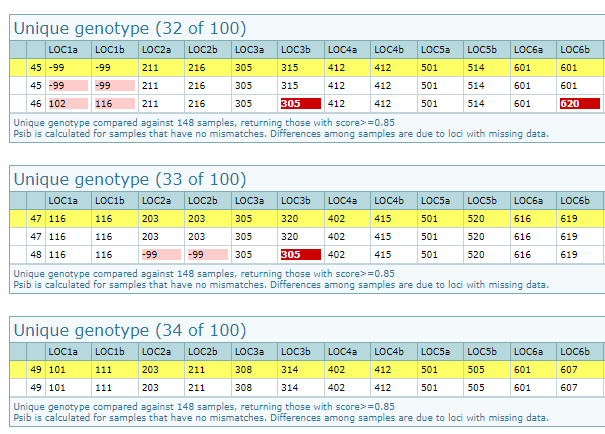 Unique genotype (32 of 100)
LOC1a LOC1b LOC2a LOC2b LOC3a LOC3b LOC4a LOC4b LOC5a LOC5b LOC6a LOC6b
45 -99 -99 211 216 305 315 412 412 501 514 601 601
45 -99 -99 211 216 305 315 412 412 501 514 601 601
46 102 116 211 216 305 305 412 412 501 514 601 620
Unique genotype compared against 148 samples, returning those with score>=0.85
Psib is calculated for samples that have no mismatches. Differences among samples are due to loci with missing data.
Unique genotype (33 of 100)
LOC1a LOC1b LOC2a LOC2b LOC3a LOC3b LOC4a LOC4b LOC5a LOC5b LOC6a LOC6b
47 116 116 203 203 305 320 402 415 501 520 616 619
47 116 116 203 203 305 320 402 415 501 520 616 619
48 116 116 -99 -99 305 305 402 415 501 520 616 619
Unique genotype compared against 148 samples, returning those with score>=0.85
Psib is calculated for samples that have no mismatches. Differences among samples are due to loci with missing data.
Unique genotype (34 of 100)
LOC1a LOC1b LOC2a LOC2b LOC3a LOC3b LOC4a LOC4b LOC5a LOC5b LOC6a LOC6b
49 101 111 203 211 308 314 402 412 501 505 601 607
49 101 111 203 211 308 314 402 412 501 505 601 607
Unique genotype compared against 148 samples, returning those with score>=0.85
Psib is calculated for samples that have no mismatches. Differences among samples are due to loci with missing data.